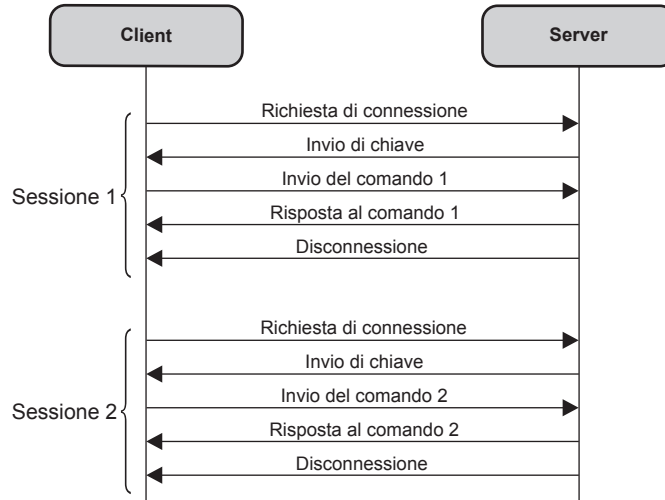 Client
Server
Richiesta di connessione
Invio di chiave
Invio del comando 1
Sessione 1
Risposta al comando 1
Disconnessione
Richiesta di connessione
Invio di chiave
Invio del comando 2
Sessione 2
Risposta al comando 2
Disconnessione